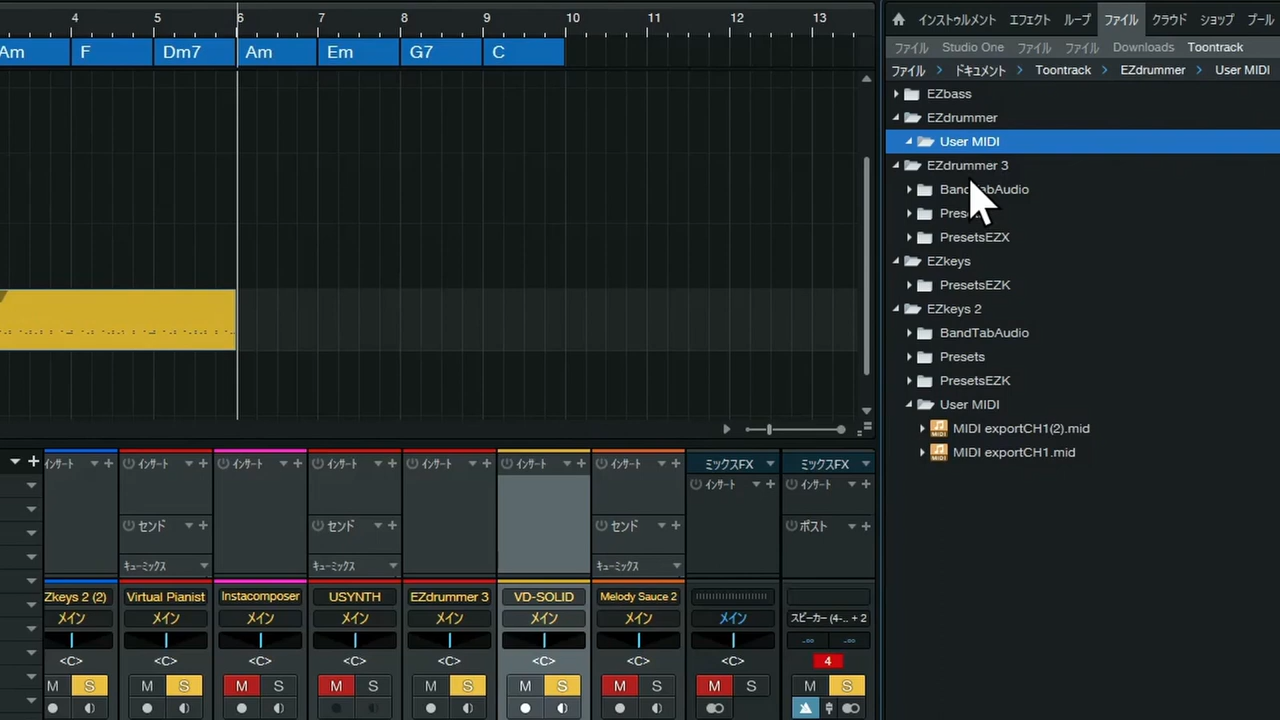 4 5 6 7 8 9 10 11 12 13
Am F Dm7 Am Em G7 C
インストゥルメント エフェクト ループ ファイル クラウド ショップ プール
ファイル Studio One ファイル ファイル Downloads Toontrack
ファイル > ドキュメント > Toontrack > EZdrummer > User MIDI
EZbass
EZdrummer
User MIDI
EZdrummer 3
BandTabAudio
PresetsEZX
EZkeys
PresetsEZK
EZkeys 2
BandTabAudio
Presets
PresetsEZK
User MIDI
MIDI exportCH1(2).mid
MIDI exportCH1.mid
インサート インサート インサート インサート インサート インサート インサート ミックスFX ミックスFX
インサート インサート
センド センド センド ポスト
キューミックス キューミックス キューミックス
Zkeys 2 (2) Virtual Pianist Instacomposer USYNTH EZdrummer 3 VD-SOLID Melody Sauce 2
メイン メイン メイン メイン メイン メイン メイン メイン スピーカー (4-.. + 2
-∞ -∞
<C> <C> <C> <C> <C> <C> <C> <C> 4
M S M S M S M S M S M S M S M S M S